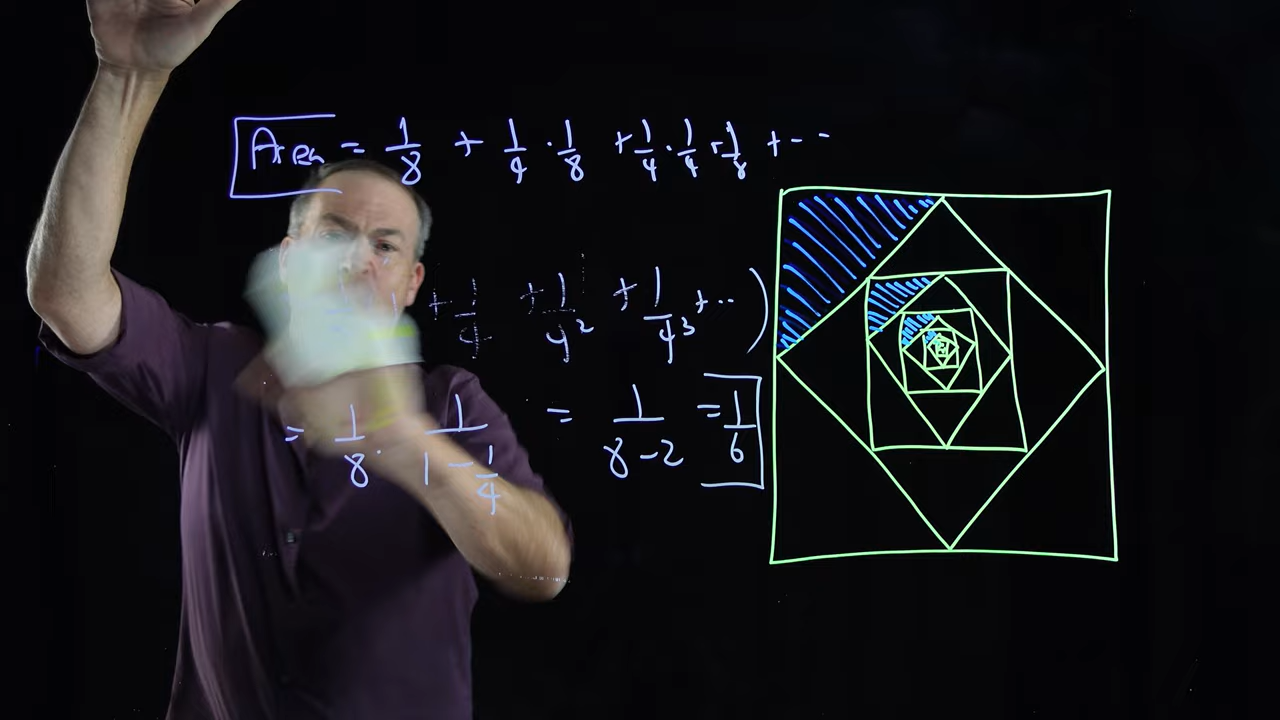 Area = 1/8 + 1/4 · 1/8 + 1/4 · 1/4 · 1/8 + ...
+ 1/4 + 1/4² + 1/4³ + ... )
= 1/8 · 1/(1 - 1/4) = 1/(8-2) = 1/6